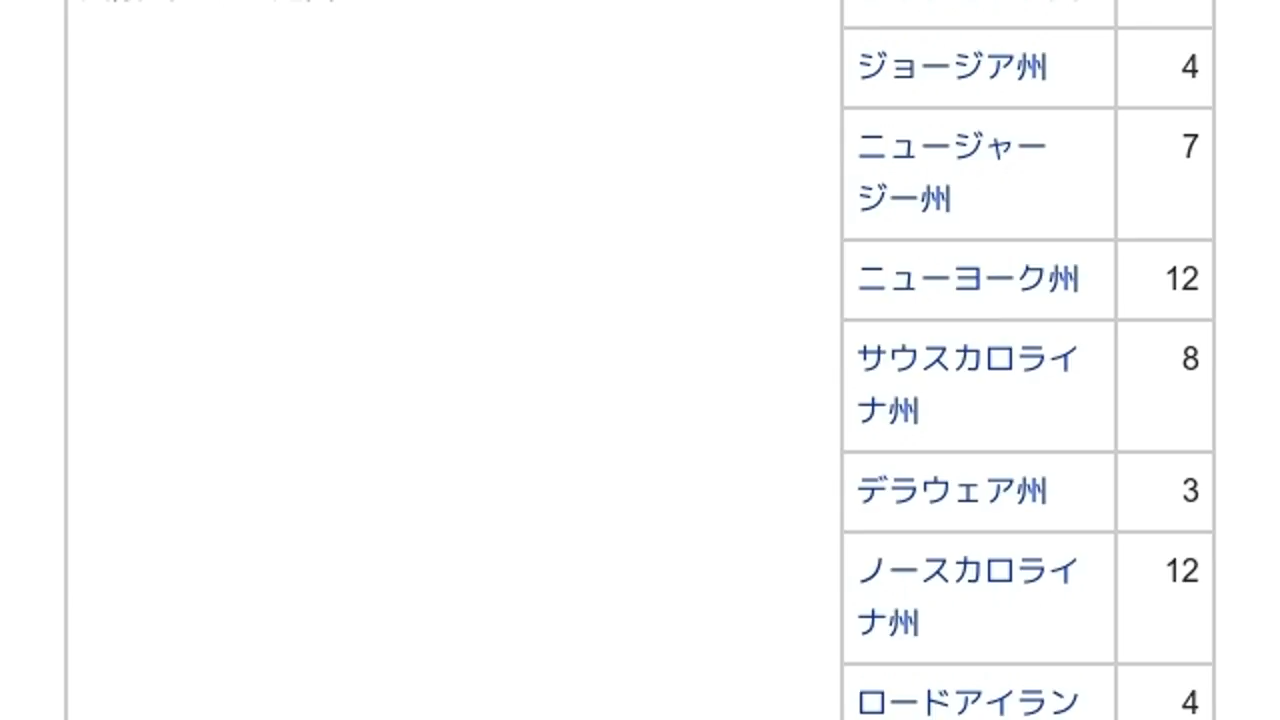 ジョージア州 4
ニュージャー 7
ジー州
ニューヨーク州 12
サウスカロライ 8
ナ州
デラウェア州 3
ノースカロライ 12
ナ州
ロードアイラン 4